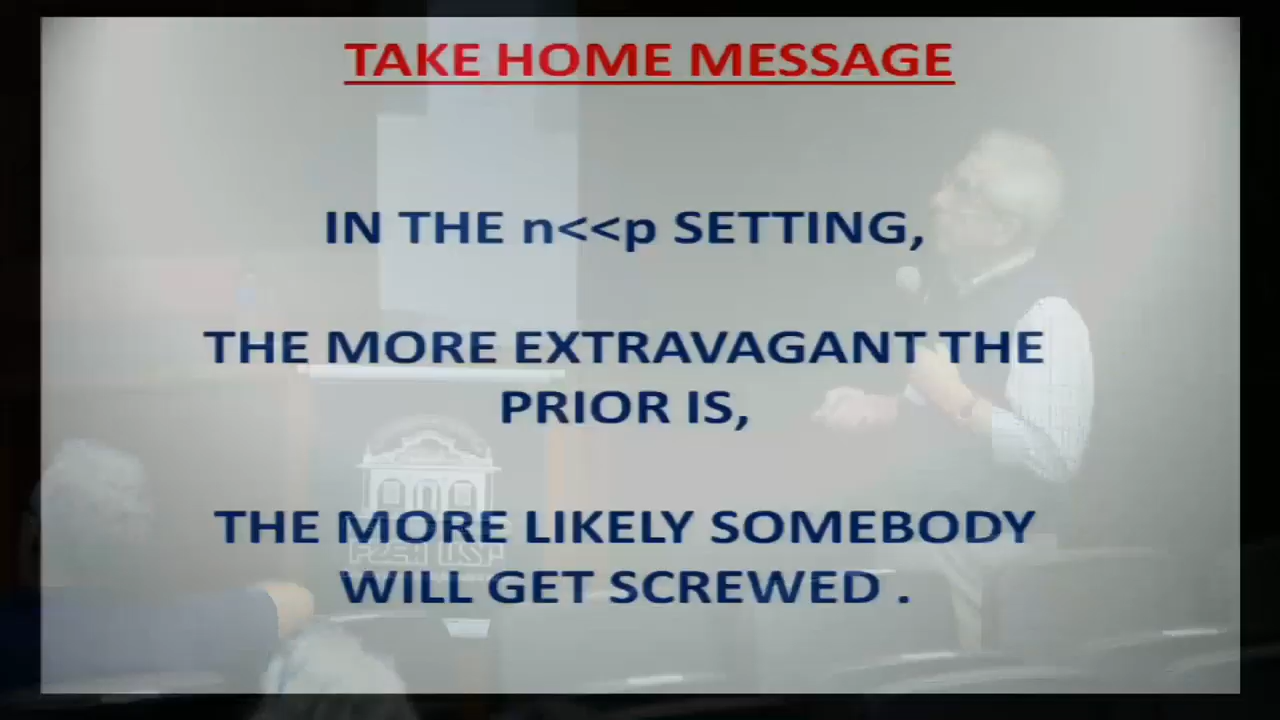 TAKE HOME MESSAGE
IN THE n<<p SETTING,
THE MORE EXTRAVAGANT THE
PRIOR IS,
THE MORE LIKELY SOMEBODY
WILL GET SCREWED .